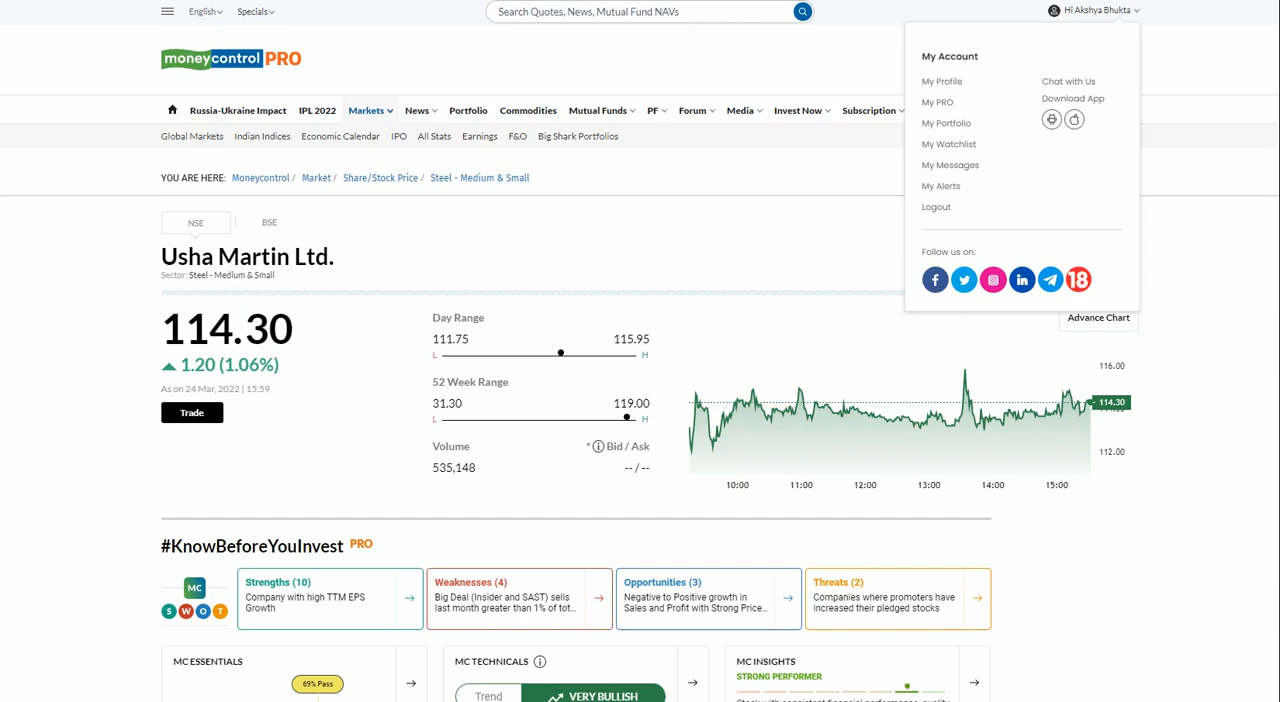 English
Specials
Search Quotes, News, Mutual Fund NAVs
Hi Akshya Bhukta
moneycontrol PRO
My Account
My Profile
My PRO
My Portfolio
My Watchlist
My Messages
My Alerts
Logout
Chat with Us
Download App
Follow us on:
18
Russia-Ukraine Impact IPL 2022 Markets News Portfolio Commodities Mutual Funds PF Forum Media Invest Now Subscription
Global Markets Indian Indices Economic Calendar IPO All Stats Earnings F&O Big Shark Portfolios
YOU ARE HERE: Moneycontrol / Market / Share/Stock Price / Steel - Medium & Small
NSE
BSE
Usha Martin Ltd.
Sector: Steel - Medium & Small
114.30
1.20 (1.06%)
As on 24 Mar, 2022 | 15:59
Trade
Day Range
111.75 115.95
L H
52 Week Range
31.30 119.00
L H
Volume * Bid / Ask
535,148 -- / --
Advance Chart
116.00
114.30
112.00
10:00 11:00 12:00 13:00 14:00 15:00
#KnowBeforeYouInvest PRO
MC
S W O T
Strengths (10)
Company with high TTM EPS
Growth
Weaknesses (4)
Big Deal (Insider and SAST) sells
last month greater than 1% of tot...
Opportunities (3)
Negative to Positive growth in
Sales and Profit with Strong Price...
Threats (2)
Companies where promoters have
increased their pledged stocks
MC ESSENTIALS
69% Pass
MC TECHNICALS
Trend VERY BULLISH
MC INSIGHTS
STRONG PERFORMER